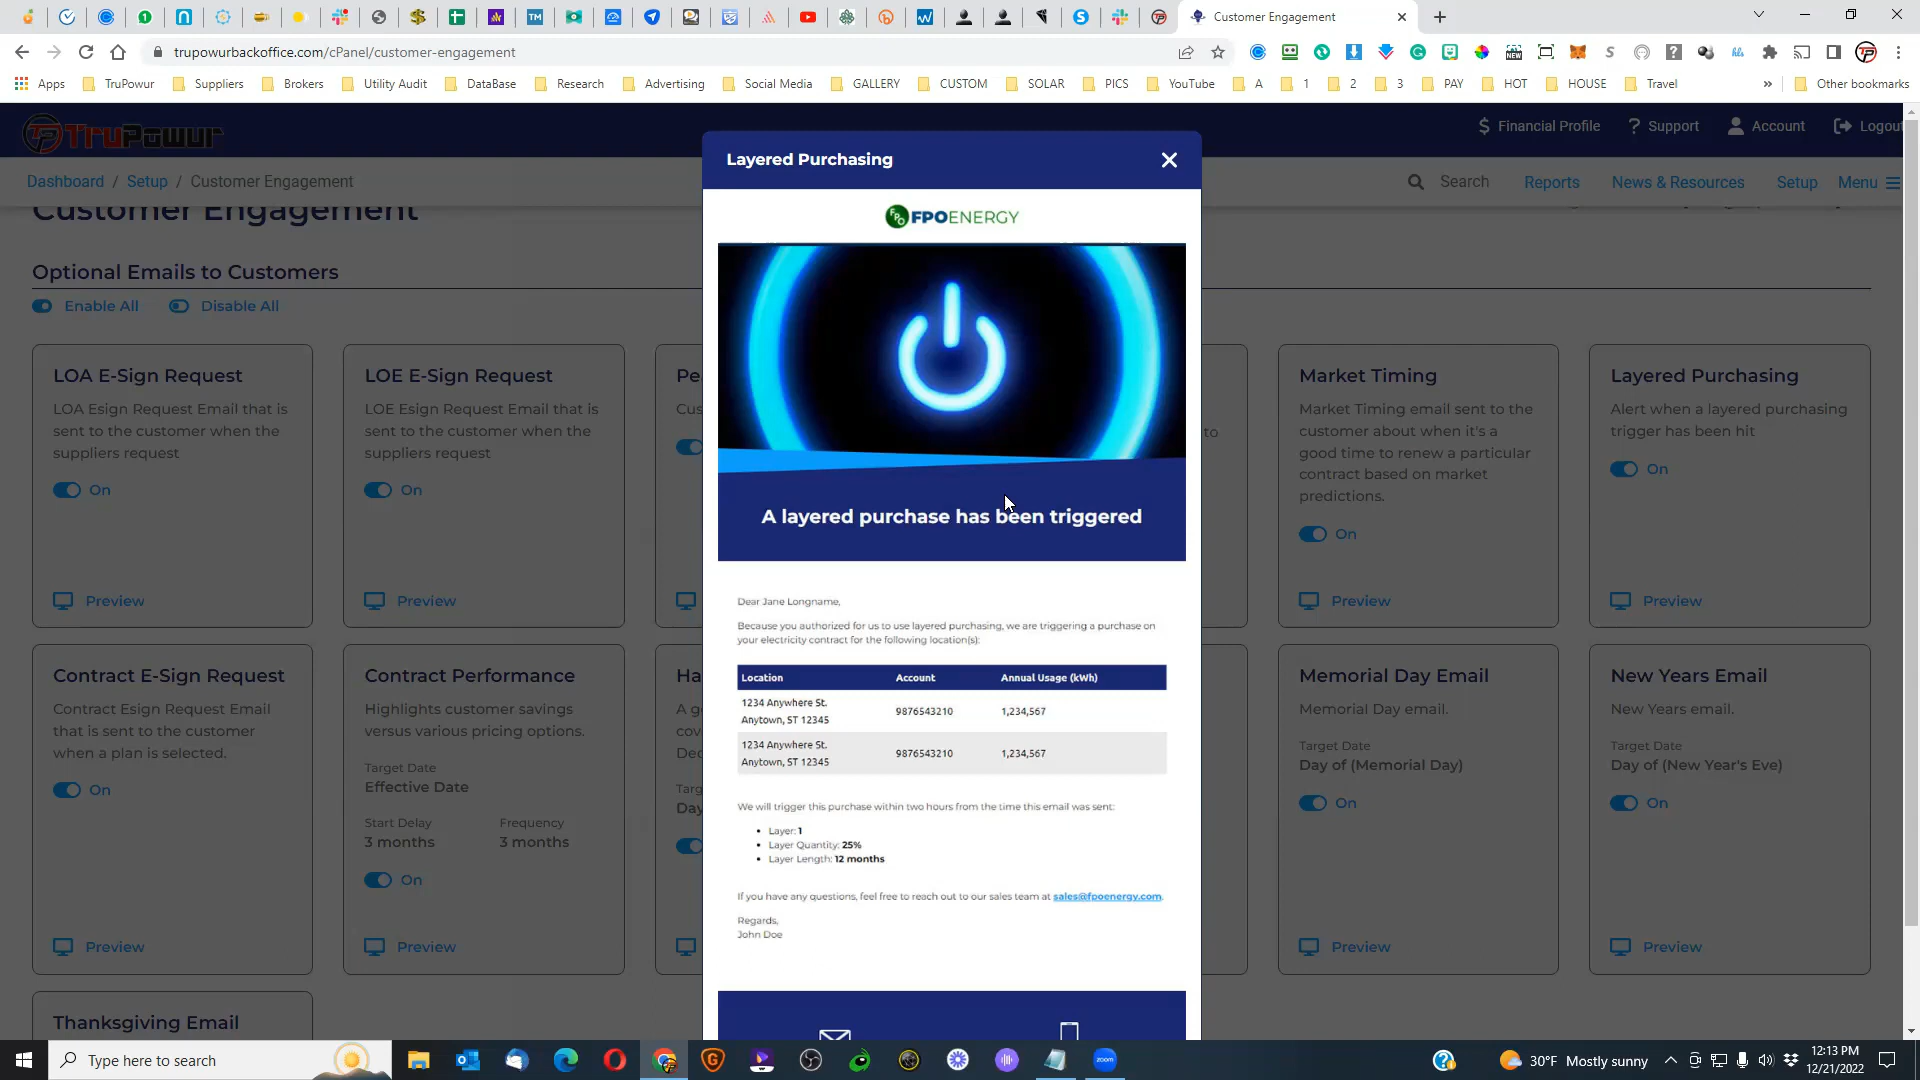 Customer Engagement
trupowurbackoffice.com/cPanel/customer-engagement
Apps TruPowur Suppliers Brokers Utility Audit DataBase Research Advertising Social Media GALLERY CUSTOM SOLAR PICS YouTube A 1 2 3 PAY HOT HOUSE Travel » Other bookmarks
TruPowur
Financial Profile Support Account Logout
Dashboard / Setup / Customer Engagement
Search Reports News & Resources Setup Menu
Customer Engagement
Optional Emails to Customers
Enable All Disable All
LOA E-Sign Request
LOA Esign Request Email that is
sent to the customer when the
suppliers request
On
Preview
LOE E-Sign Request
LOE Esign Request Email that is
sent to the customer when the
suppliers request
On
Preview
Pe
Cus
to
Market Timing
Market Timing email sent to the
customer about when it's a
good time to renew a particular
contract based on market
predictions.
On
Preview
Layered Purchasing
Alert when a layered purchasing
trigger has been hit
On
Preview
Contract E-Sign Request
Contract Esign Request Email
that is sent to the customer
when a plan is selected.
On
Preview
Contract Performance
Highlights customer savings
versus various pricing options.
Target Date
Effective Date
Start Delay Frequency
3 months 3 months
On
Preview
Ha
A g
cov
Dec
Targ
Day
Memorial Day Email
Memorial Day email.
Target Date
Day of (Memorial Day)
On
Preview
New Years Email
New Years email.
Target Date
Day of (New Year's Eve)
On
Preview
Thanksgiving Email
Layered Purchasing
FPO FPOENERGY
A layered purchase has been triggered
Dear Jane Longname,
Because you authorized for us to use layered purchasing, we are triggering a purchase on
your electricity contract for the following location(s):
Location Account Annual Usage (kWh)
1234 Anywhere St.
Anytown, ST 12345 9876543210 1,234,567
1234 Anywhere St.
Anytown, ST 12345 9876543210 1,234,567
We will trigger this purchase within two hours from the time this email was sent:
• Layer: 1
• Layer Quantity: 25%
• Layer Length: 12 months
If you have any questions, feel free to reach out to our sales team at sales@fpoenergy.com.
Regards,
John Doe
Type here to search
30°F Mostly sunny
12:13 PM
12/21/2022